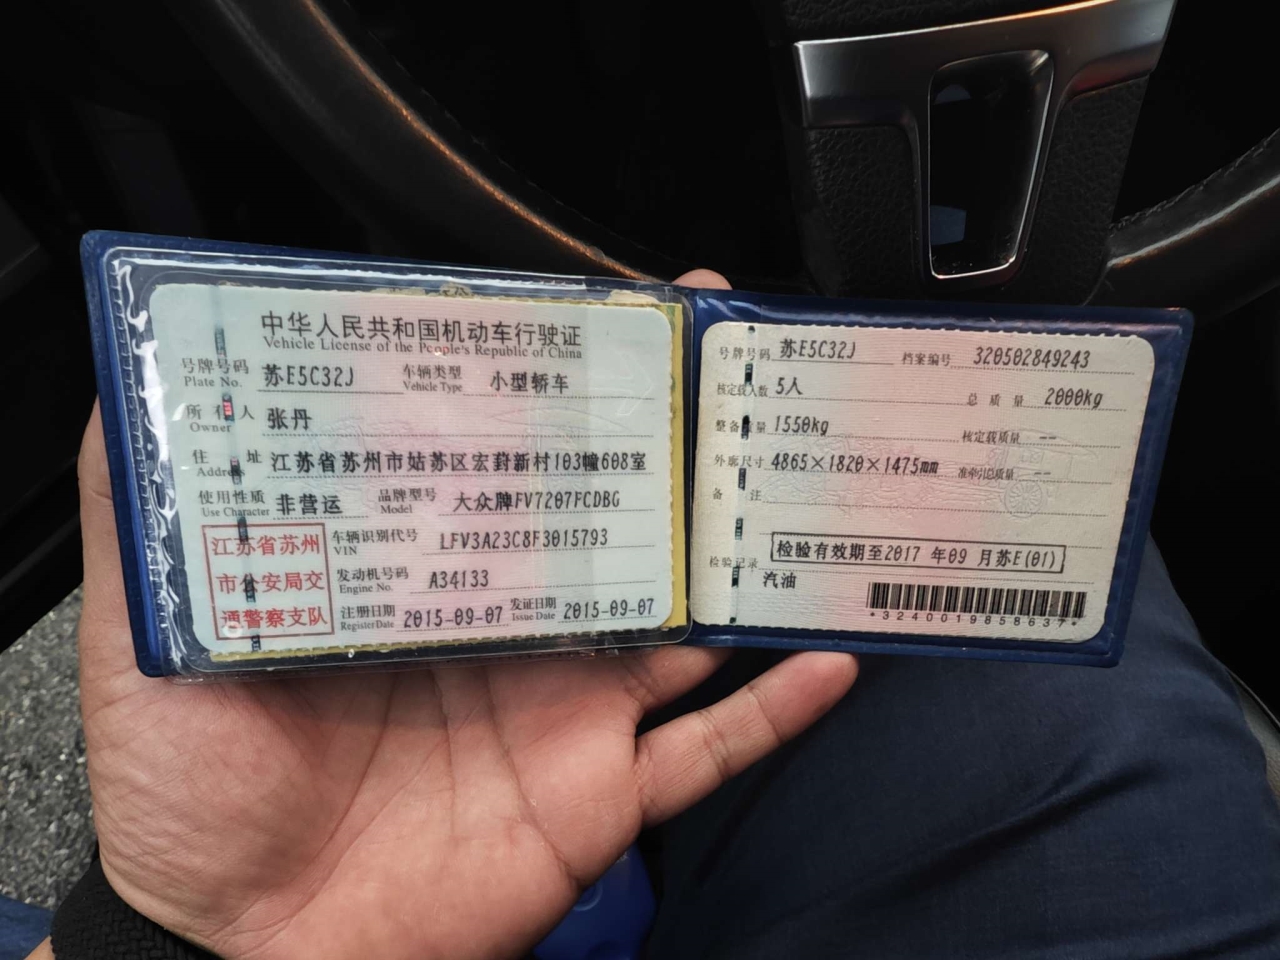 中华人民共和国机动车行驶证
Vehicle License of the People's Republic of China
号牌号码 苏E5C32J 车辆类型 小型轿车
Plate No. Vehicle Type
所有人 张丹
Owner
住址 江苏省苏州市姑苏区宏葑新村103幢608室
Address
使用性质 非营运 品牌型号 大众牌FV7207FCDBG
Use Character Model
江苏省苏州
市公安局交
通警察支队
车辆识别代号 LFV3A23C8F3015793
VIN
发动机号码 A34133
Engine No.
注册日期 2015-09-07 发证日期 2015-09-07
Register Date Issue Date
号牌号码 苏E5C32J 档案编号 320502849243
核定载人数 5人 总质量 2000kg
整备质量 1550kg 核定载质量 --
外廓尺寸 4865×1820×1475mm 准牵引总质量 --
备注
检验有效期至2017 年09 月苏E(01)
检验记录
汽油
*3240019858637*